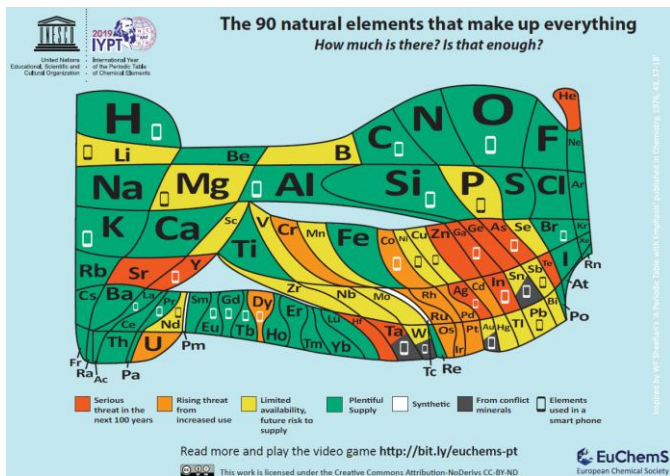 The 90 natural elements that make up everything
How much is there? Is that enough?
United Nations
Educational, Scientific and
Cultural Organization
UNESCO
2019
IYPT
International Year
of the Periodic Table
of Chemical Elements
H He
Li Be B C N O F Ne
Na Mg Al Si P S Cl Ar
K Ca Sc Ti V Cr Mn Fe Co Ni Cu Zn Ga Ge As Se Br Kr
Rb Sr Y Zr Nb Mo Ru Rh Pd Ag Cd In Sn Sb Te I Xe
Cs Ba La Ce Pr Nd Pm Sm Eu Gd Tb Dy Ho Er Tm Yb Lu Hf Ta W Re Os Ir Pt Au Hg Tl Pb Bi Po At Rn
Fr Ra Ac Th Pa U Tc
Serious
threat in the
next 100 years
Rising threat
from
increased use
Limited
availability,
future risk to
supply
Plentiful
Supply
Synthetic
From conflict
minerals
Elements
used in a
smart phone
Read more and play the video game http://bit.ly/euchems-pt
This work is licensed under the Creative Commons Attribution-NoDerivs CC-BY-ND
EuChemS
European Chemical Society